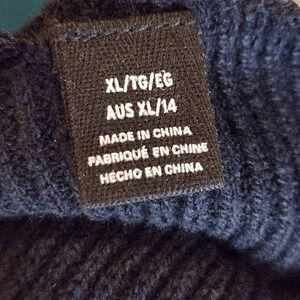 XL/TG/EG
AUS XL/14
MADE IN CHINA
FABRIQUÉ EN CHINE
HECHO EN CHINA